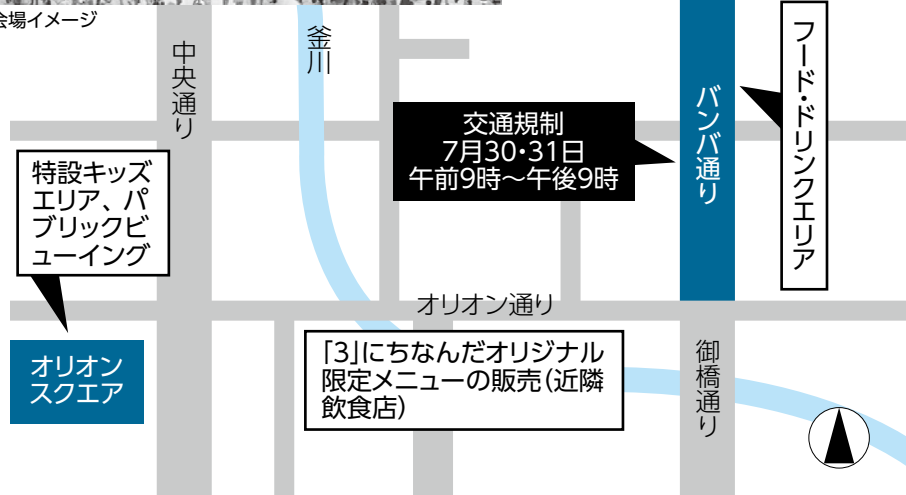 会場イメージ
中央通り
釜川
交通規制
7月30・31日
午前9時～午後9時
バンバ通り
フード・ドリンクエリア
特設キッズ
エリア、パ
ブリックビ
ューイング
オリオン通り
オリオン
スクエア
「3」にちなんだオリジナル
限定メニューの販売(近隣
飲食店)
御橋通り